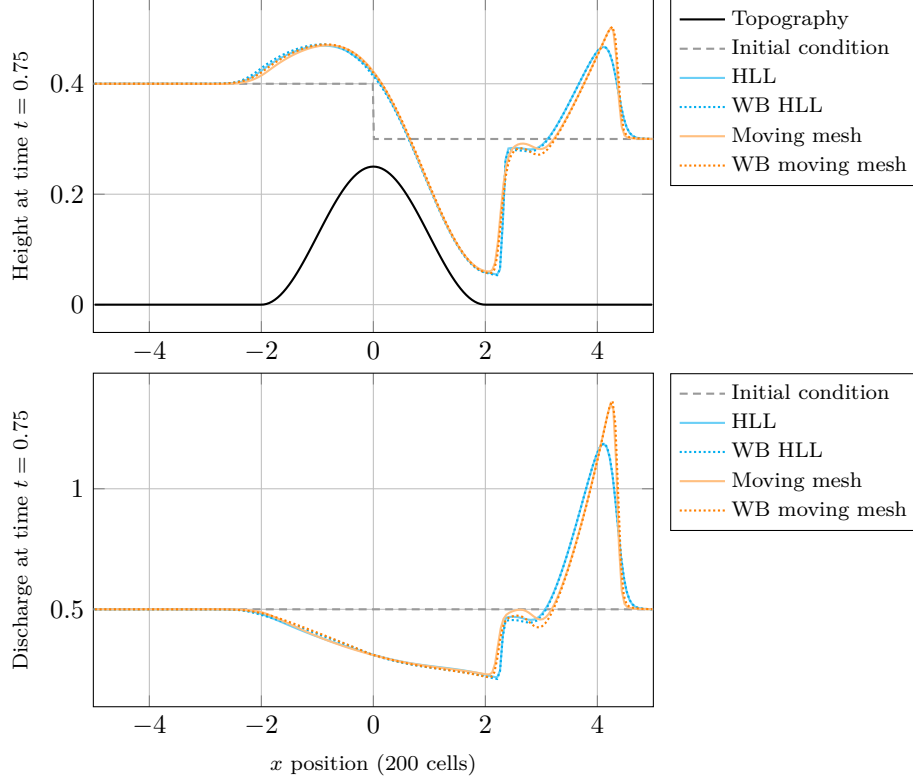 Height at time t = 0.75
0.4
0.2
0
−4
−2
0
2
4
Topography
Initial condition
HLL
WB HLL
Moving mesh
WB moving mesh
Discharge at time t = 0.75
1
0.5
−4
−2
0
2
4
x position (200 cells)
Initial condition
HLL
WB HLL
Moving mesh
WB moving mesh